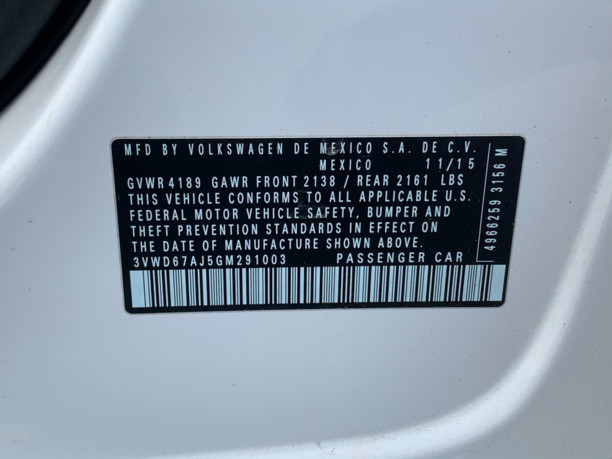 MFD BY VOLKSWAGEN DE MEXICO S.A. DE C.V.
MEXICO 11/15
GVWR 4189 GAWR FRONT 2138 / REAR 2161 LBS
THIS VEHICLE CONFORMS TO ALL APPLICABLE U.S.
FEDERAL MOTOR VEHICLE SAFETY, BUMPER AND
THEFT PREVENTION STANDARDS IN EFFECT ON
THE DATE OF MANUFACTURE SHOWN ABOVE.
3VWD67AJ5GM291003 PASSENGER CAR
4966259 3156 M